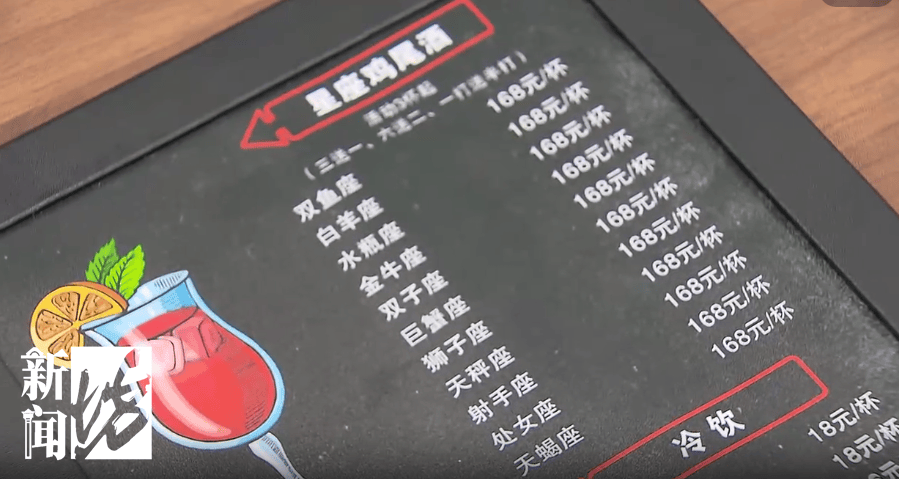 星座鸡尾酒
活动3杯起
（三送一、六送二、一打送半打）
双鱼座 168元/杯
白羊座 168元/杯
水瓶座 168元/杯
金牛座 168元/杯
双子座 168元/杯
巨蟹座 168元/杯
狮子座 168元/杯
天秤座 168元/杯
射手座 168元/杯
处女座 168元/杯
天蝎座 168元/杯
冷饮
18元/杯
18元/杯
新闻